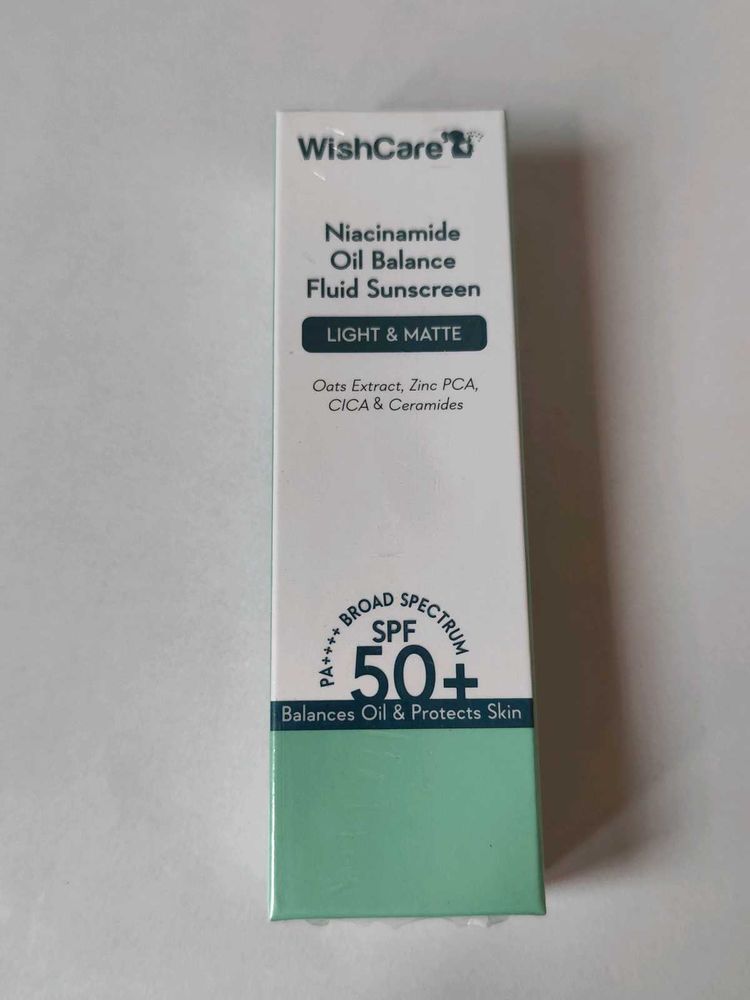 WishCare
Niacinamide
Oil Balance
Fluid Sunscreen
LIGHT & MATTE
Oats Extract, Zinc PCA,
CICA & Ceramides
PA++++ BROAD SPECTRUM
SPF
50+
Balances Oil & Protects Skin